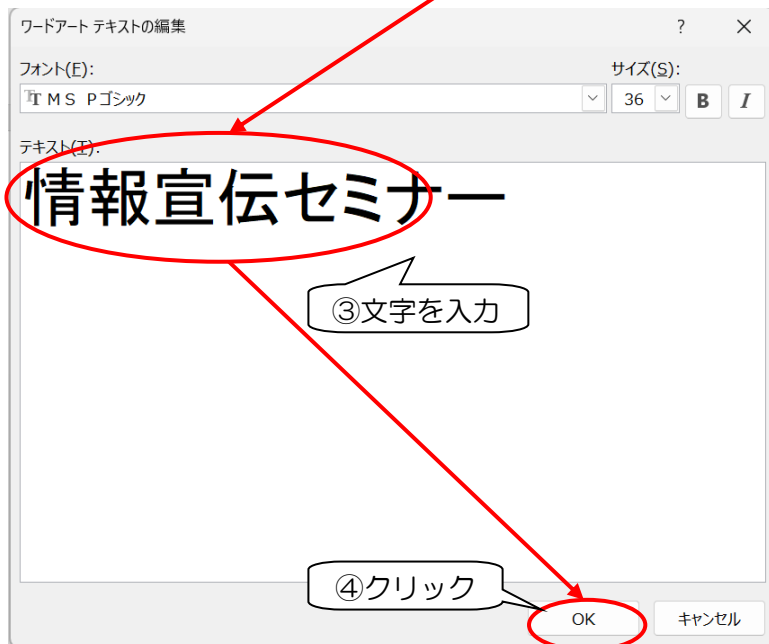 ワードアート テキストの編集 ? ×
フォント(F): サイズ(S):
MS Pゴシック 36 B I
テキスト(T):
情報宣伝セミナー
③文字を入力
④クリック
OK キャンセル